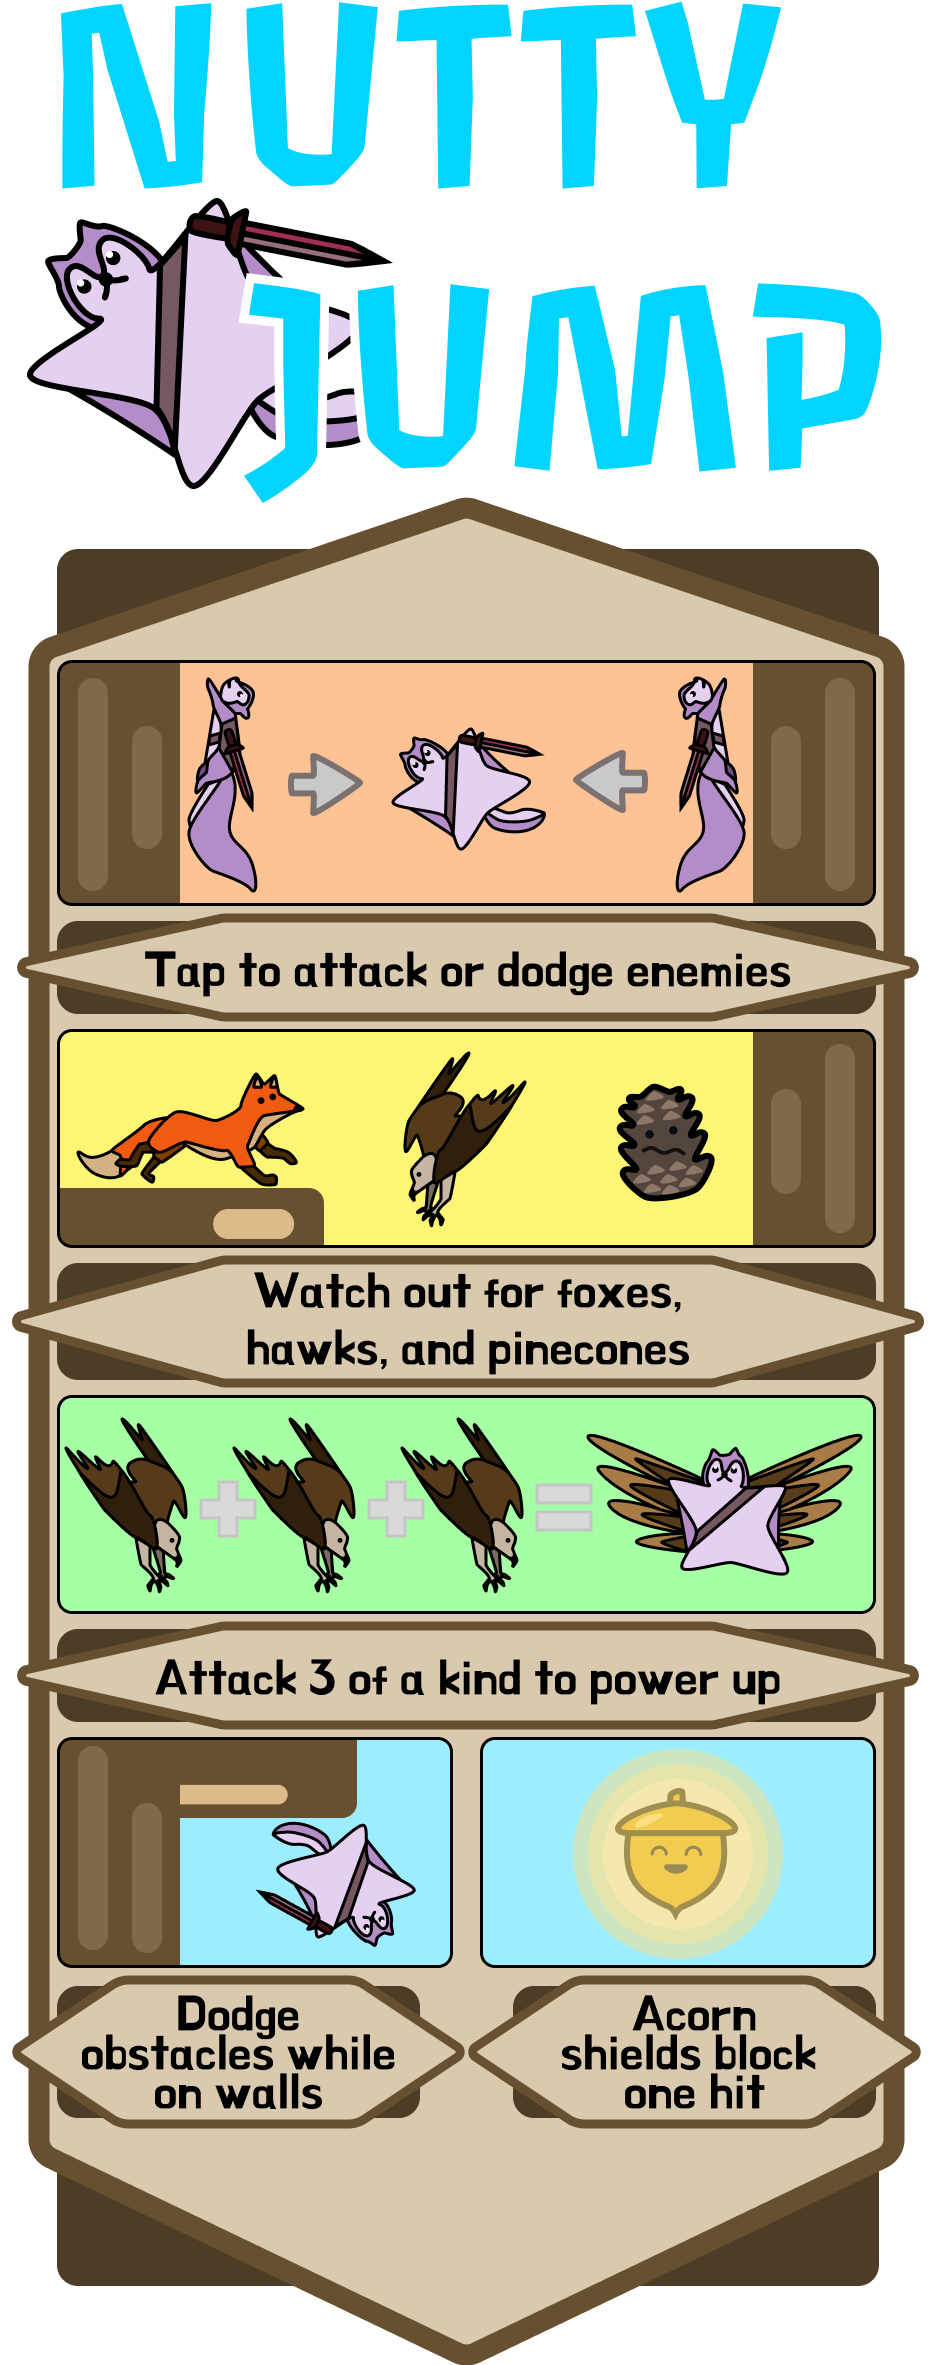 NUTTY
JUMP
Tap to attack or dodge enemies
Watch out for foxes,
hawks, and pinecones
Attack 3 of a kind to power up
Dodge
obstacles while
on walls
Acorn
shields block
one hit